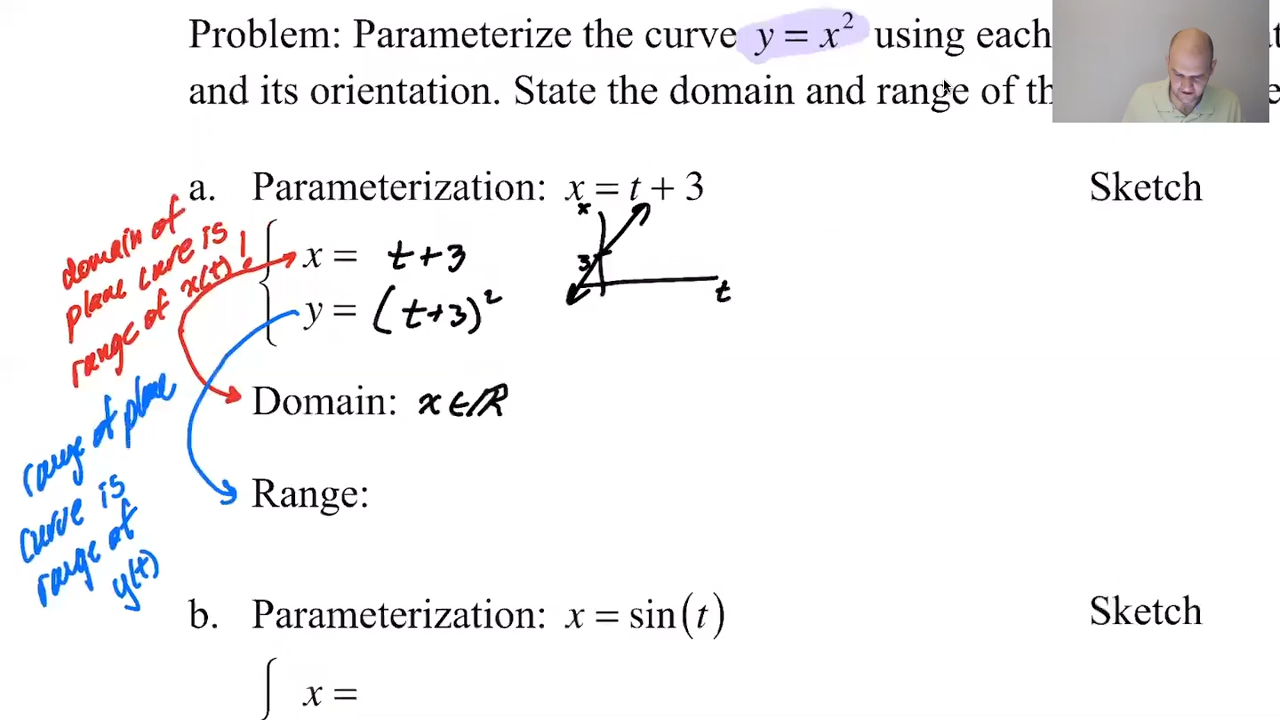 Problem: Parameterize the curve y = x² using each
and its orientation. State the domain and range of th
a. Parameterization: x = t + 3 Sketch
x
3
t
domain of
plane curve is
range of x(t)!
x = t+3
y = (t+3)²
Domain: x∈ℝ
range of plane
curve is
range of
y(t)
Range:
b. Parameterization: x = sin(t) Sketch
x =